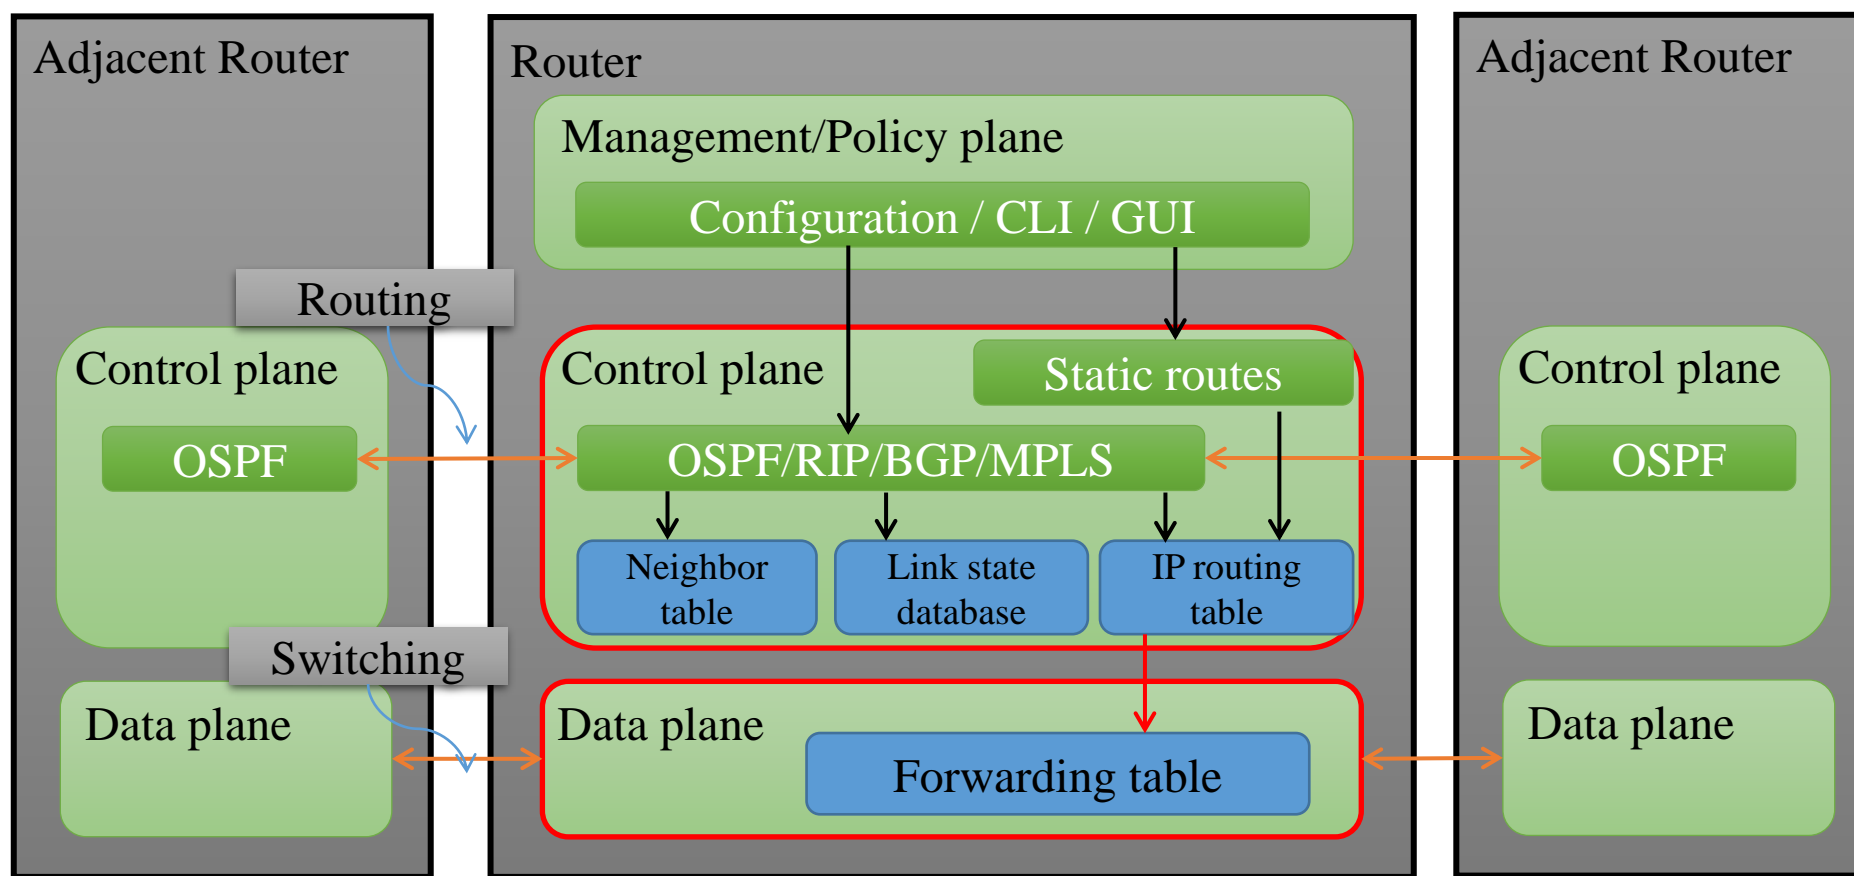 Adjacent Router
Router
Adjacent Router
Management/Policy plane
Configuration / CLI / GUI
Routing
Control plane
Control plane
Static routes
Control plane
OSPF
OSPF/RIP/BGP/MPLS
OSPF
Neighbor
table
Link state
database
IP routing
table
Switching
Data plane
Data plane
Data plane
Forwarding table